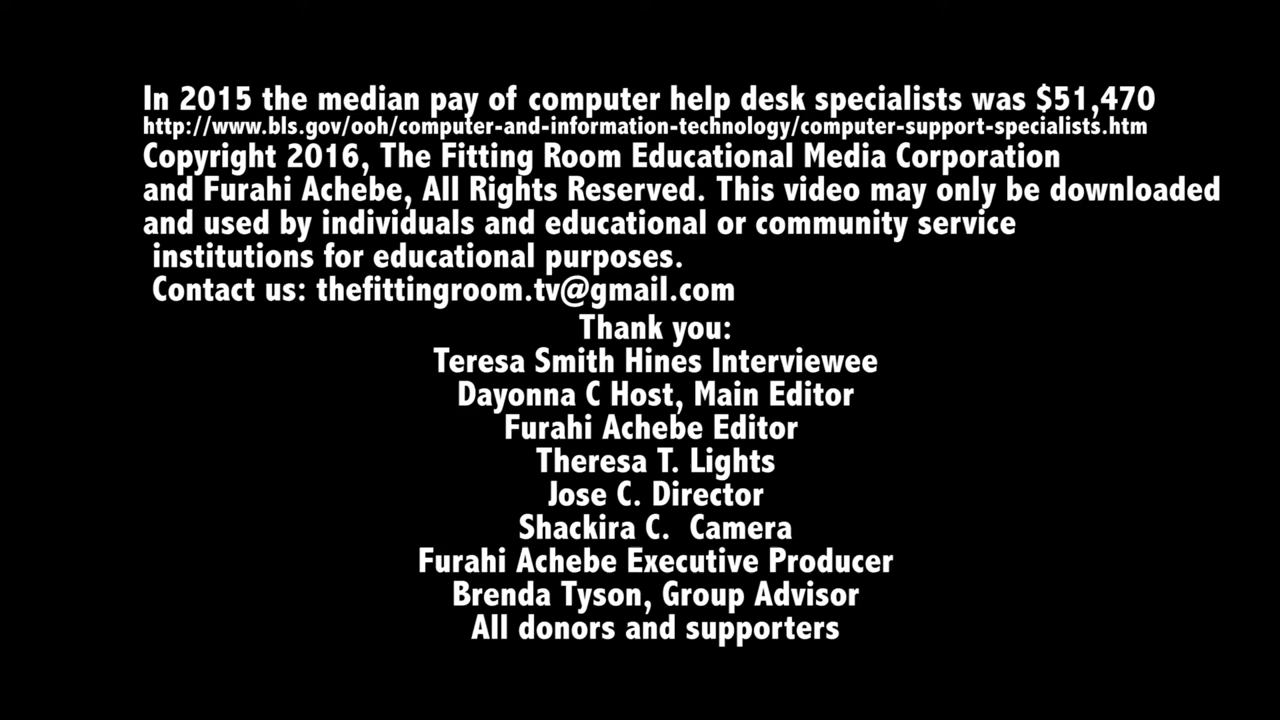 In 2015 the median pay of computer help desk specialists was $51,470
http://www.bls.gov/ooh/computer-and-information-technology/computer-support-specialists.htm
Copyright 2016, The Fitting Room Educational Media Corporation
and Furahi Achebe, All Rights Reserved. This video may only be downloaded
and used by individuals and educational or community service
institutions for educational purposes.
Contact us: thefittingroom.tv@gmail.com
Thank you:
Teresa Smith Hines Interviewee
Dayonna C Host, Main Editor
Furahi Achebe Editor
Theresa T. Lights
Jose C. Director
Shackira C.  Camera
Furahi Achebe Executive Producer
Brenda Tyson, Group Advisor
All donors and supporters